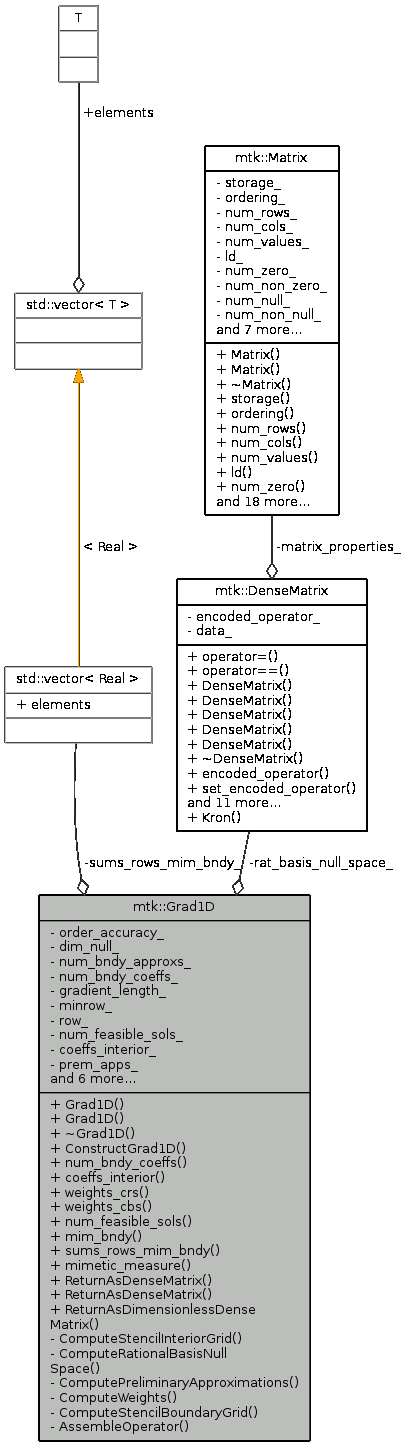 T
+elements
mtk::Matrix
- storage_
- ordering_
- num_rows_
- num_cols_
- num_values_
- ld_
- num_zero_
- num_non_zero_
- num_null_
- num_non_null_
and 7 more...
+ Matrix()
+ Matrix()
+ ~Matrix()
+ storage()
+ ordering()
+ num_rows()
+ num_cols()
+ num_values()
+ ld()
+ num_zero()
and 18 more...
std::vector< T >
< Real >
-matrix_properties_
mtk::DenseMatrix
- encoded_operator_
- data_
+ operator=()
+ operator==()
+ DenseMatrix()
+ DenseMatrix()
+ DenseMatrix()
+ DenseMatrix()
+ DenseMatrix()
+ ~DenseMatrix()
+ encoded_operator()
+ set_encoded_operator()
and 11 more...
+ Kron()
std::vector< Real >
+ elements
-sums_rows_mim_bndy_
-rat_basis_null_space_
mtk::Grad1D
- order_accuracy_
- dim_null_
- num_bndy_approxs_
- num_bndy_coeffs_
- gradient_length_
- minrow_
- row_
- num_feasible_sols_
- coeffs_interior_
- prem_apps_
and 6 more...
+ Grad1D()
+ Grad1D()
+ ~Grad1D()
+ ConstructGrad1D()
+ num_bndy_coeffs()
+ coeffs_interior()
+ weights_crs()
+ weights_cbs()
+ num_feasible_sols()
+ mim_bndy()
+ sums_rows_mim_bndy()
+ mimetic_measure()
+ ReturnAsDenseMatrix()
+ ReturnAsDenseMatrix()
+ ReturnAsDimensionlessDense
Matrix()
- ComputeStencilInteriorGrid()
- ComputeRationalBasisNull
Space()
- ComputePreliminaryApproximations()
- ComputeWeights()
- ComputeStencilBoundaryGrid()
- AssembleOperator()